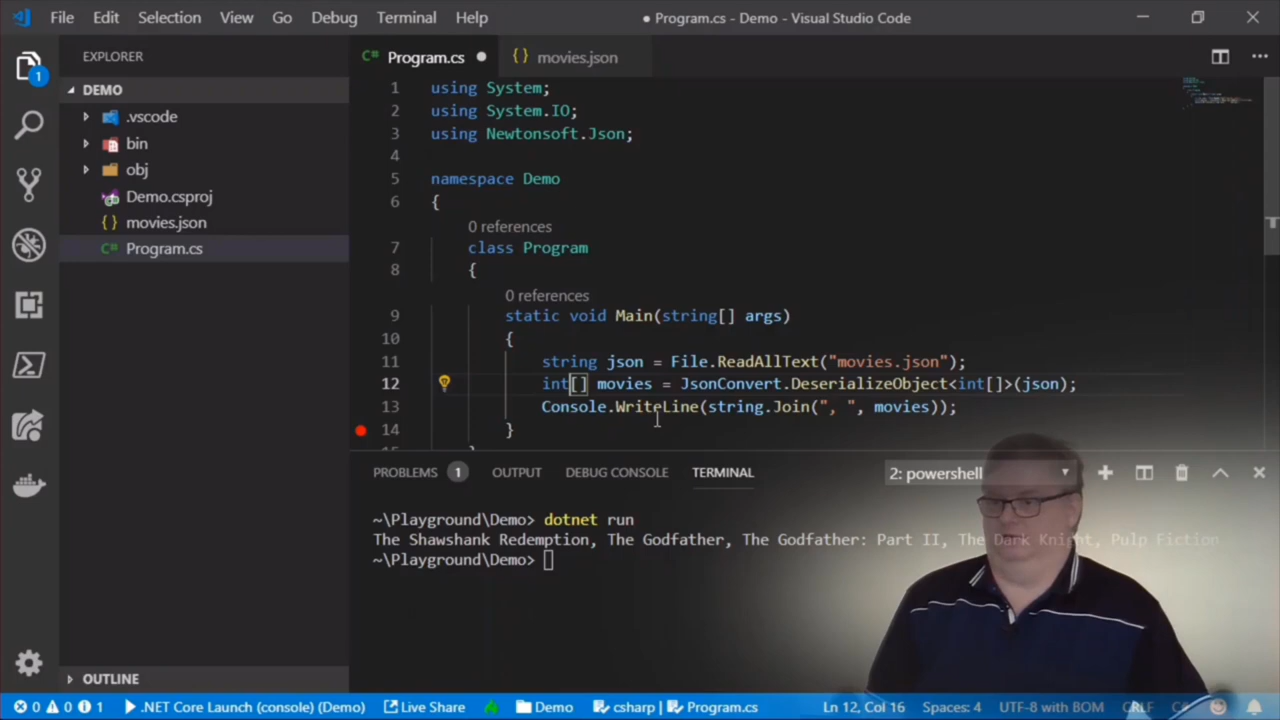 File Edit Selection View Go Debug Terminal Help
● Program.cs - Demo - Visual Studio Code
EXPLORER
C# Program.cs ●
{} movies.json
1
DEMO
.vscode
bin
obj
Demo.csproj
{} movies.json
C# Program.cs
1 using System;
2 using System.IO;
3 using Newtonsoft.Json;
4
5 namespace Demo
6 {
0 references
7 class Program
8 {
0 references
9 static void Main(string[] args)
10 {
11 string json = File.ReadAllText("movies.json");
12 int[] movies = JsonConvert.DeserializeObject<int[]>(json);
13 Console.WriteLine(string.Join(", ", movies));
14 }
PROBLEMS 1 OUTPUT DEBUG CONSOLE TERMINAL 2: powershell
~\Playground\Demo> dotnet run
The Shawshank Redemption, The Godfather, The Godfather: Part II, The Dark Knight, Pulp Fiction
~\Playground\Demo>
OUTLINE
0 0 1 .NET Core Launch (console) (Demo) Live Share Demo csharp Program.cs Ln 12, Col 16 Spaces: 4 UTF-8 with BOM CRLF